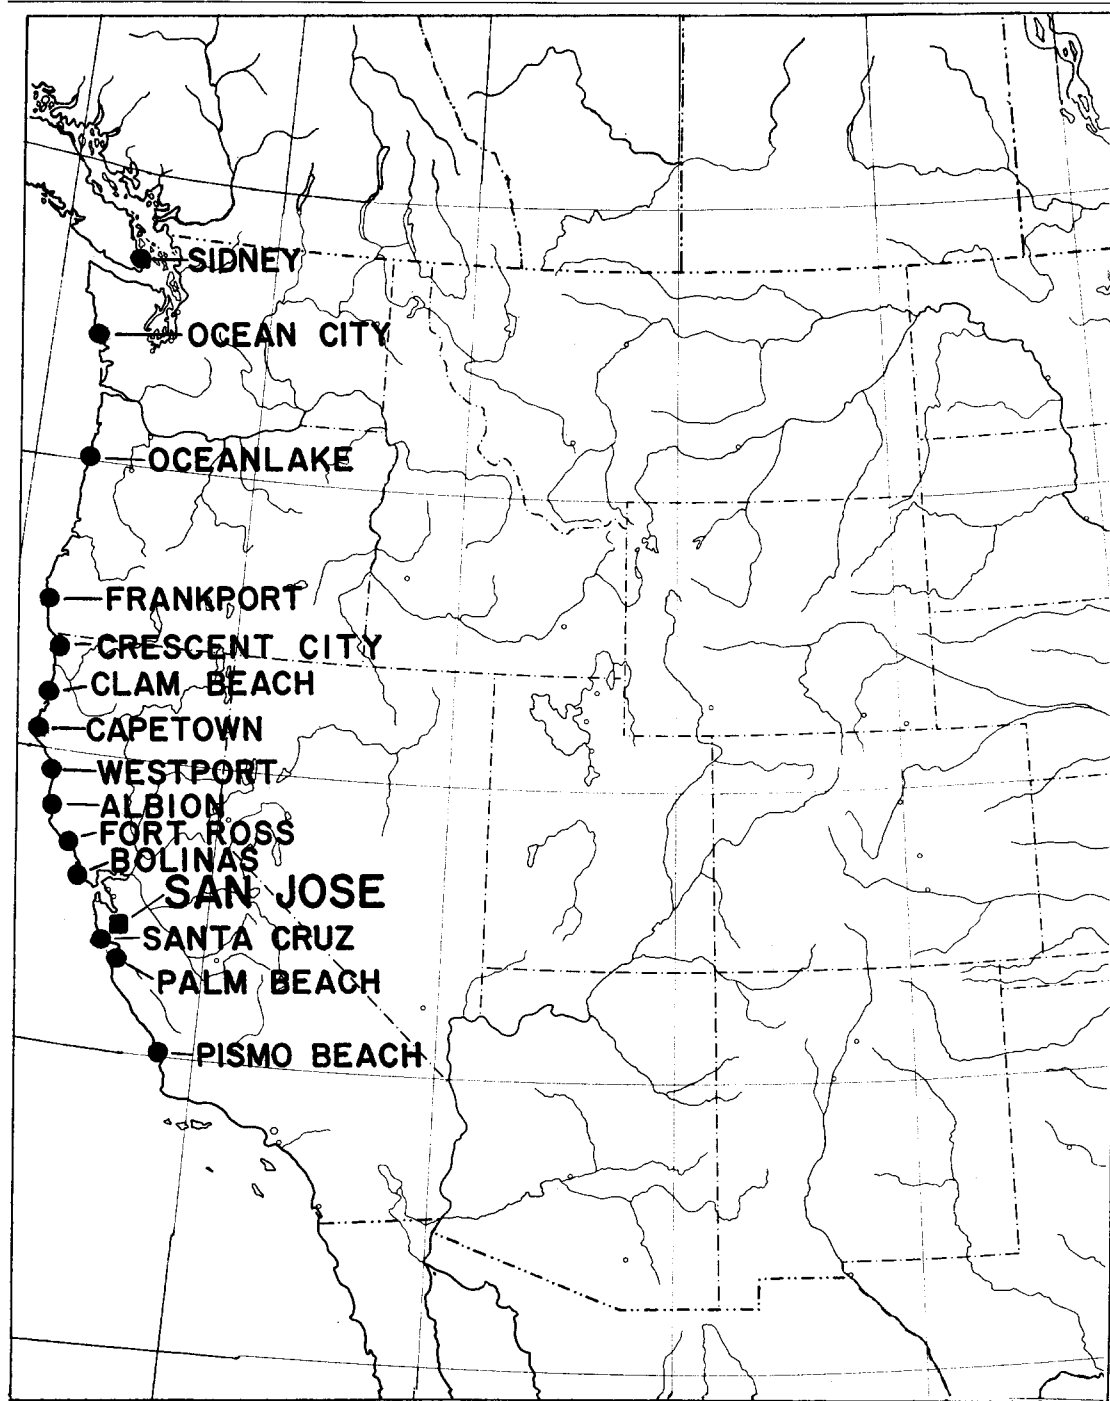 SIDNEY
OCEAN CITY
OCEANLAKE
FRANKPORT
CRESCENT CITY
CLAM BEACH
CAPETOWN
WESTPORT
ALBION
FORT ROSS
BOLINAS
SAN JOSE
SANTA CRUZ
PALM BEACH
PISMO BEACH